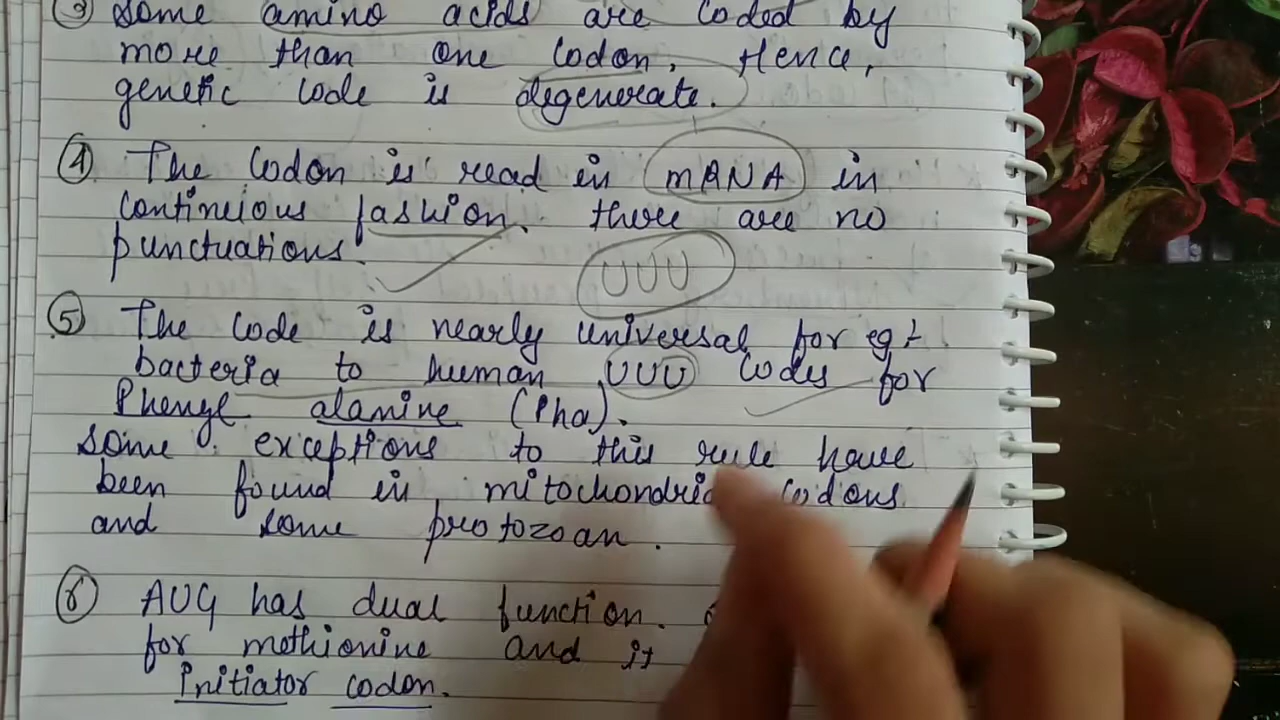 ③ Some amino acids are coded by
more than one codon. Hence,
genetic code is degenerate.
④ The codon is read in mRNA in
contineious fashion. there are no
punctuations.
UUU
⑤ The code is nearly universal for eg:-
bacteria to human UUU codes for
Phenyl alanine (Pha).
some exceptions to this rule have
been found in mitochondria codons
and some protozoan.
⑥ AUG has dual function.
for methionine and it
initiator codon.